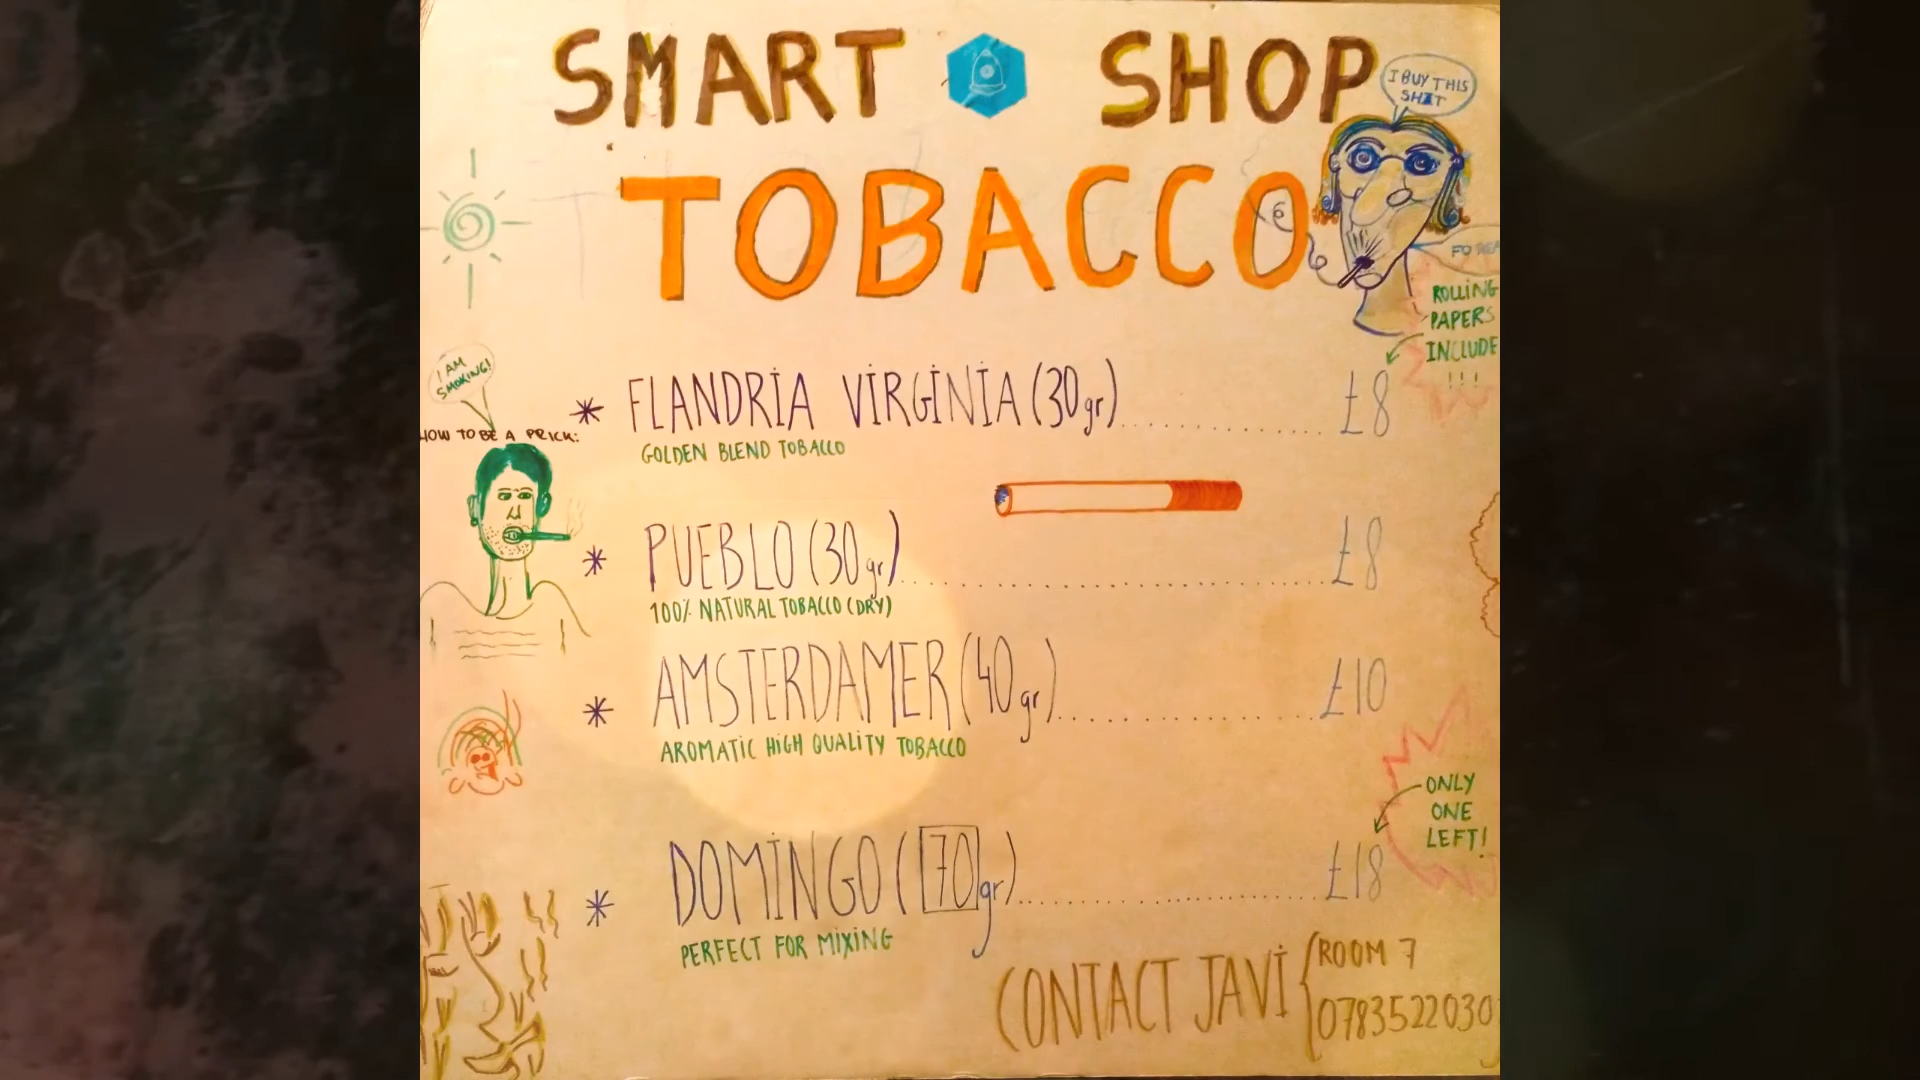 SMART SHOP
I BUY THIS
SHIT
TOBACCO
ROLLING
PAPERS
INCLUDE
!!!
I AM
SMOKING!
HOW TO BE A PRICK:
* FLANDRIA VIRGINIA (30gr) £8
GOLDEN BLEND TOBACCO
* PUEBLO (30gr) £8
100% NATURAL TOBACCO (DRY)
* AMSTERDAMER (40gr) £10
AROMATIC HIGH QUALITY TOBACCO
ONLY
ONE
LEFT!
* DOMINGO (70gr) £18
PERFECT FOR MIXING
CONTACT JAVI
ROOM 7
0783522030